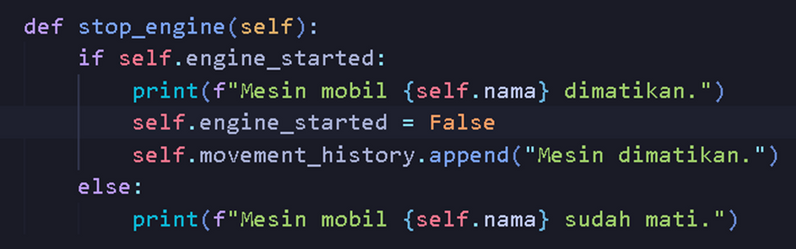 def stop_engine(self):
    if self.engine_started:
        print(f"Mesin mobil {self.nama} dimatikan.")
        self.engine_started = False
        self.movement_history.append("Mesin dimatikan.")
    else:
        print(f"Mesin mobil {self.nama} sudah mati.")